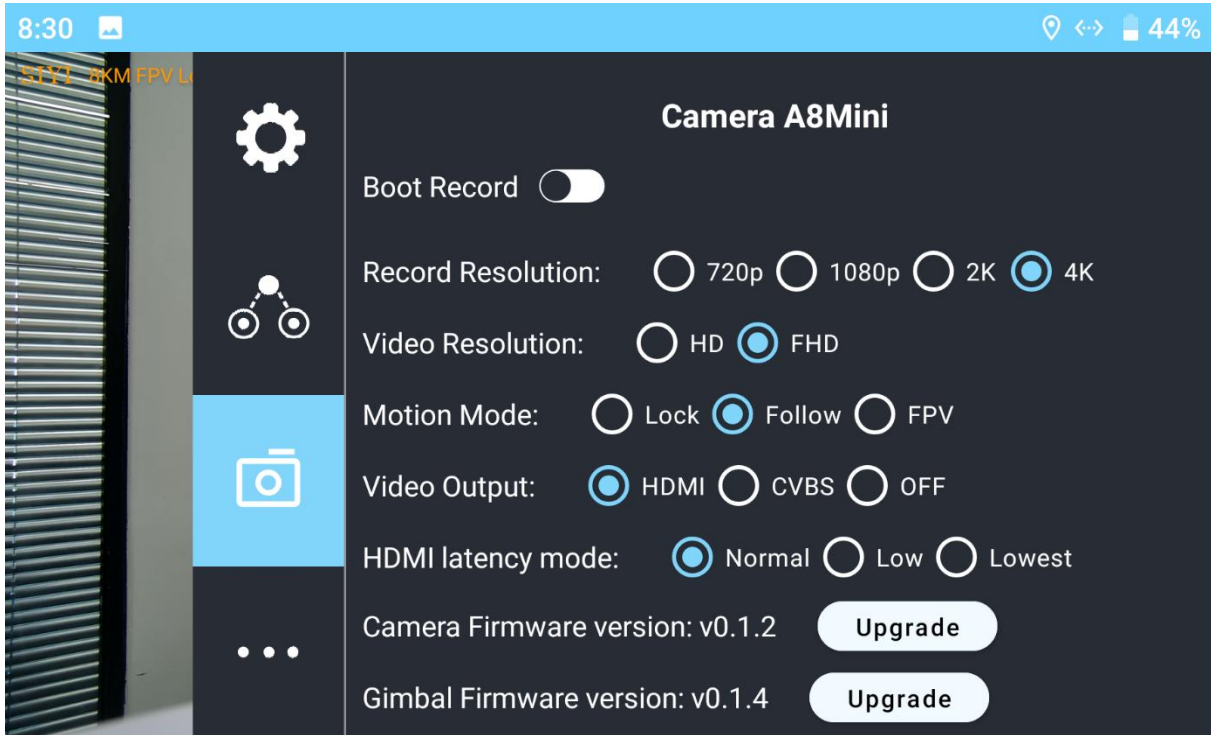 8:30 44%
SIYI 8KM FPV
Camera A8Mini
Boot Record
Record Resolution: 720p 1080p 2K 4K
Video Resolution: HD FHD
Motion Mode: Lock Follow FPV
Video Output: HDMI CVBS OFF
HDMI latency mode: Normal Low Lowest
Camera Firmware version: v0.1.2 Upgrade
Gimbal Firmware version: v0.1.4 Upgrade